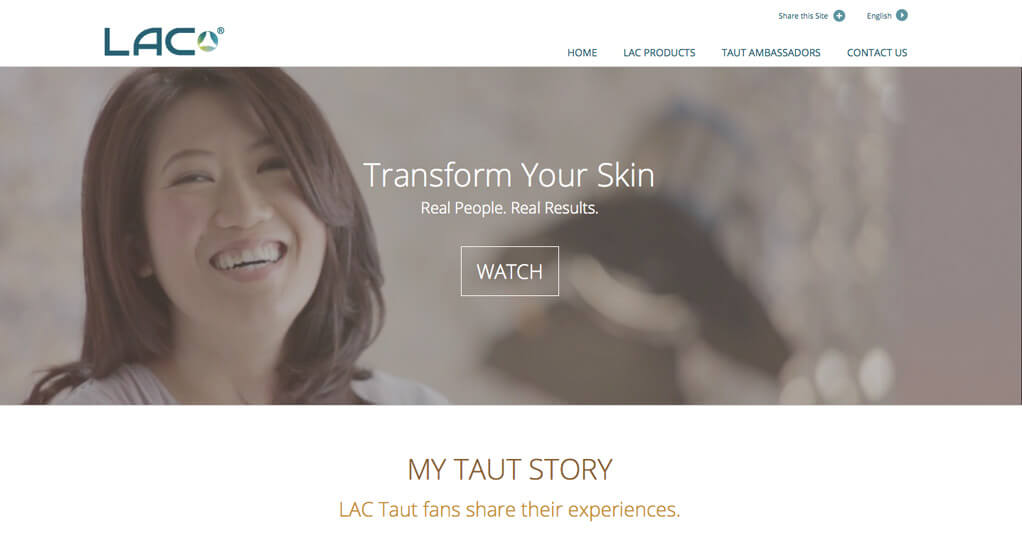 Share this Site
English
LAC®
HOME
LAC PRODUCTS
TAUT AMBASSADORS
CONTACT US
Transform Your Skin
Real People. Real Results.
WATCH
MY TAUT STORY
LAC Taut fans share their experiences.